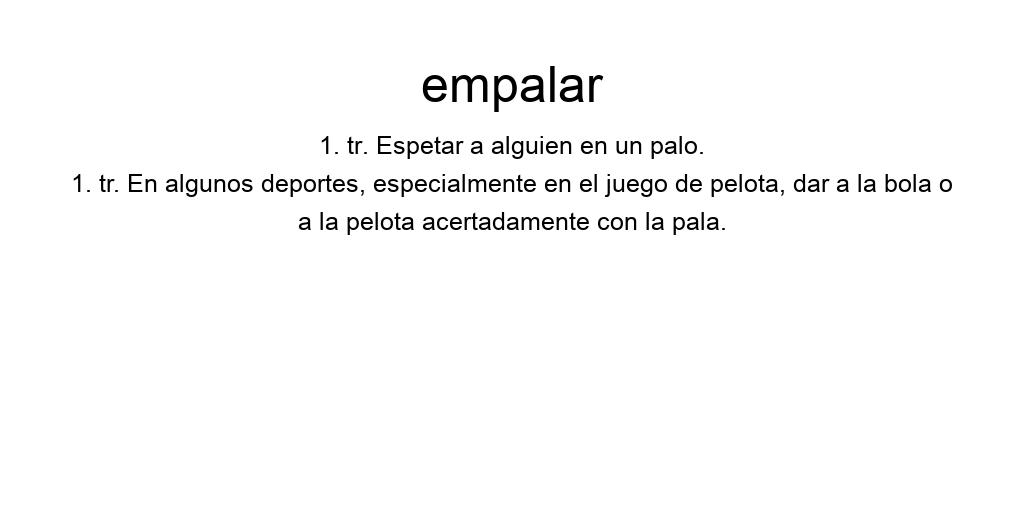 empalar
1. tr. Espetar a alguien en un palo.
1. tr. En algunos deportes, especialmente en el juego de pelota, dar a la bola o
a la pelota acertadamente con la pala.